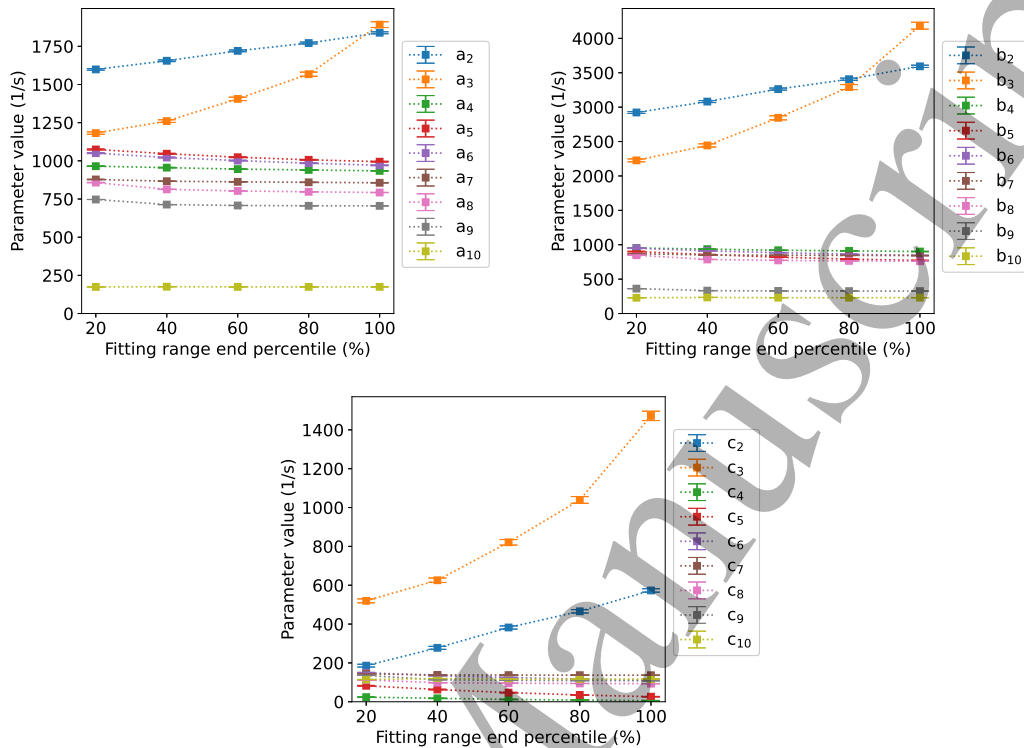 1750
1500
1250
1000
750
500
250
0
Parameter value (1/s)
20 40 60 80 100
Fitting range end percentile (%)
a2
a3
a4
a5
a6
a7
a8
a9
a10
4000
3500
3000
2500
2000
1500
1000
500
0
Parameter value (1/s)
20 40 60 80 100
Fitting range end percentile (%)
b2
b3
b4
b5
b6
b7
b8
b9
b10
1400
1200
1000
800
600
400
200
0
Parameter value (1/s)
20 40 60 80 100
Fitting range end percentile (%)
c2
c3
c4
c5
c6
c7
c8
c9
c10